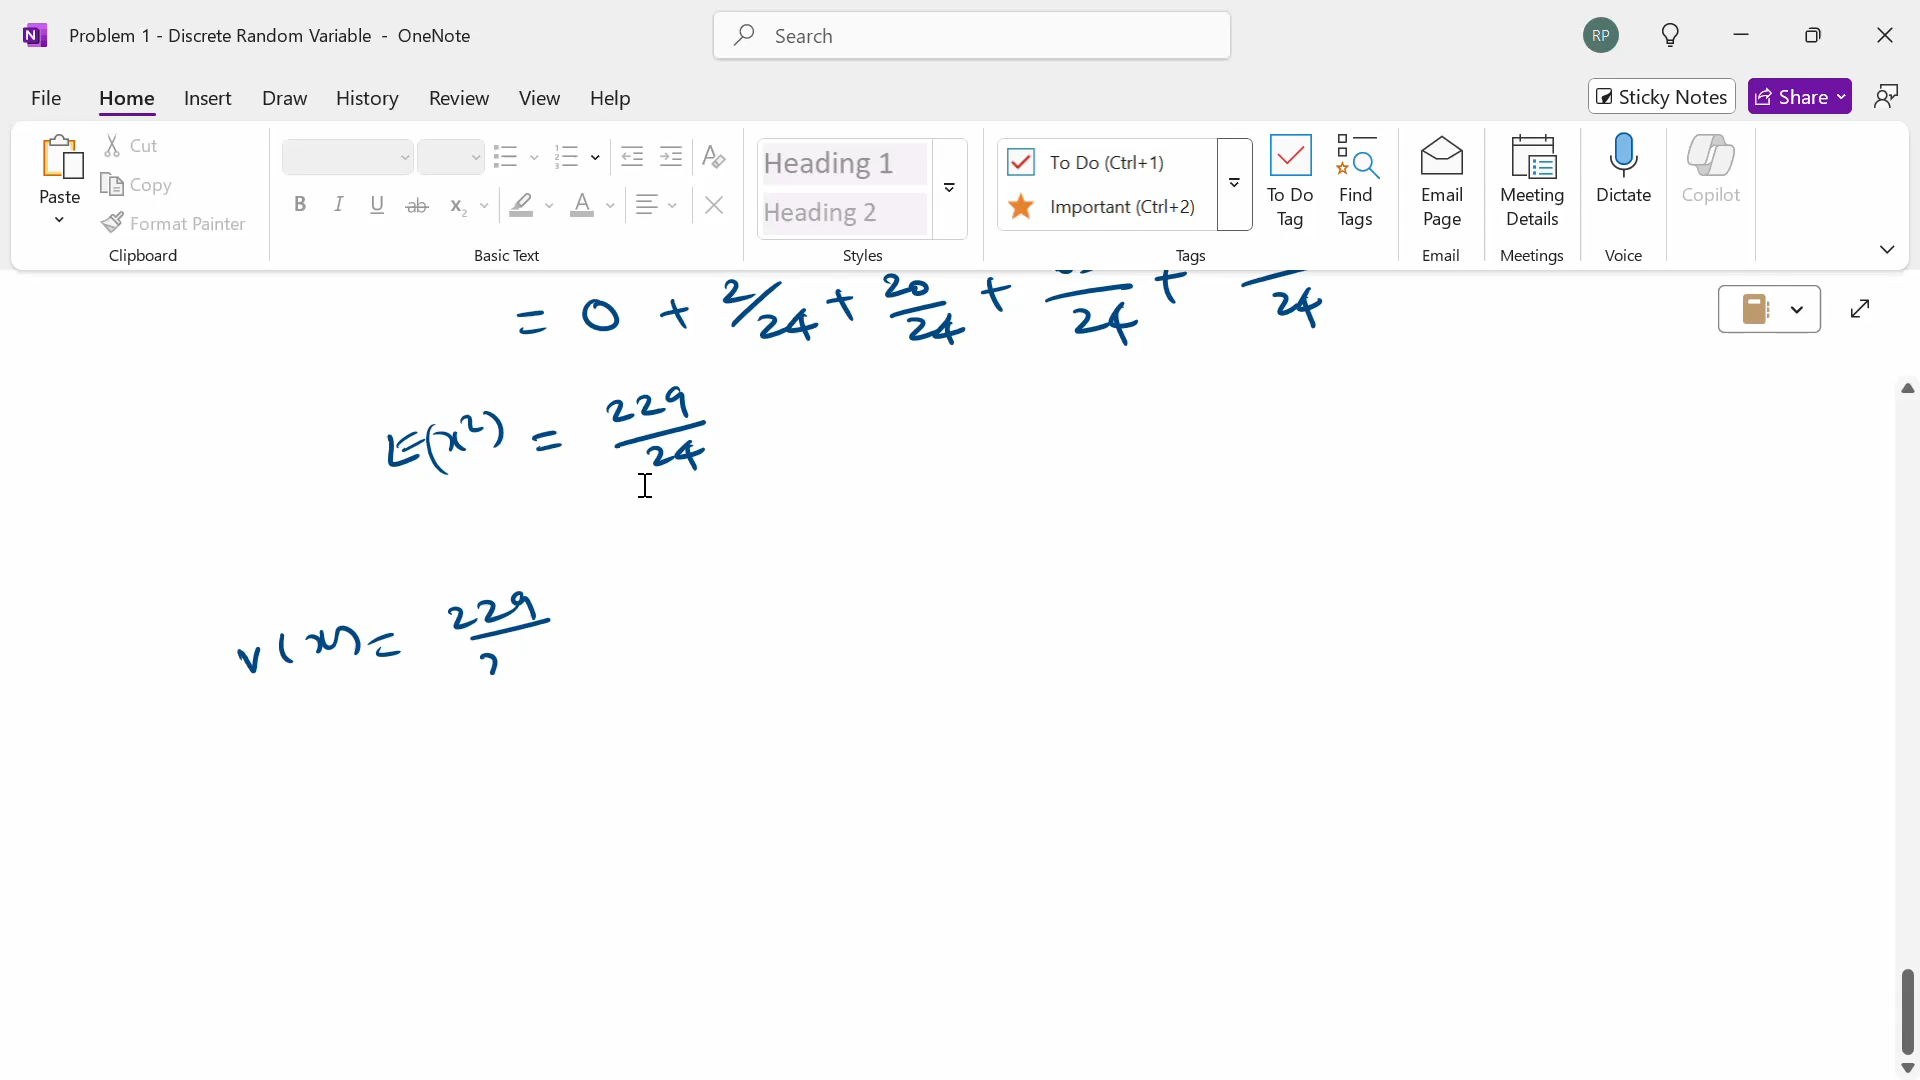 Problem 1 - Discrete Random Variable - OneNote
Search
RP
File Home Insert Draw History Review View Help
Sticky Notes Share
Paste
Cut
Copy
Format Painter
Clipboard
B I U ab x₂ A
Basic Text
Heading 1
Heading 2
Styles
To Do (Ctrl+1)
Important (Ctrl+2)
To Do Tag
Find Tags
Tags
Email Page
Email
Meeting Details
Meetings
Dictate
Voice
Copilot
= 0 + 2/24 + 20/24 + /24 + /24
E(x²) = 229/24
v(x) = 229/2